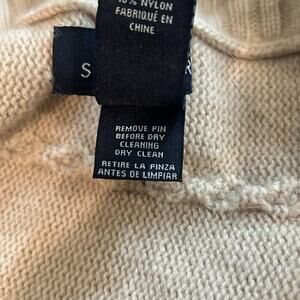 NYLON
FABRIQUÉ EN
CHINE
S
R
REMOVE PIN
BEFORE DRY
CLEANING
DRY CLEAN
RETIRE LA PINZA
ANTES DE LIMPIAR